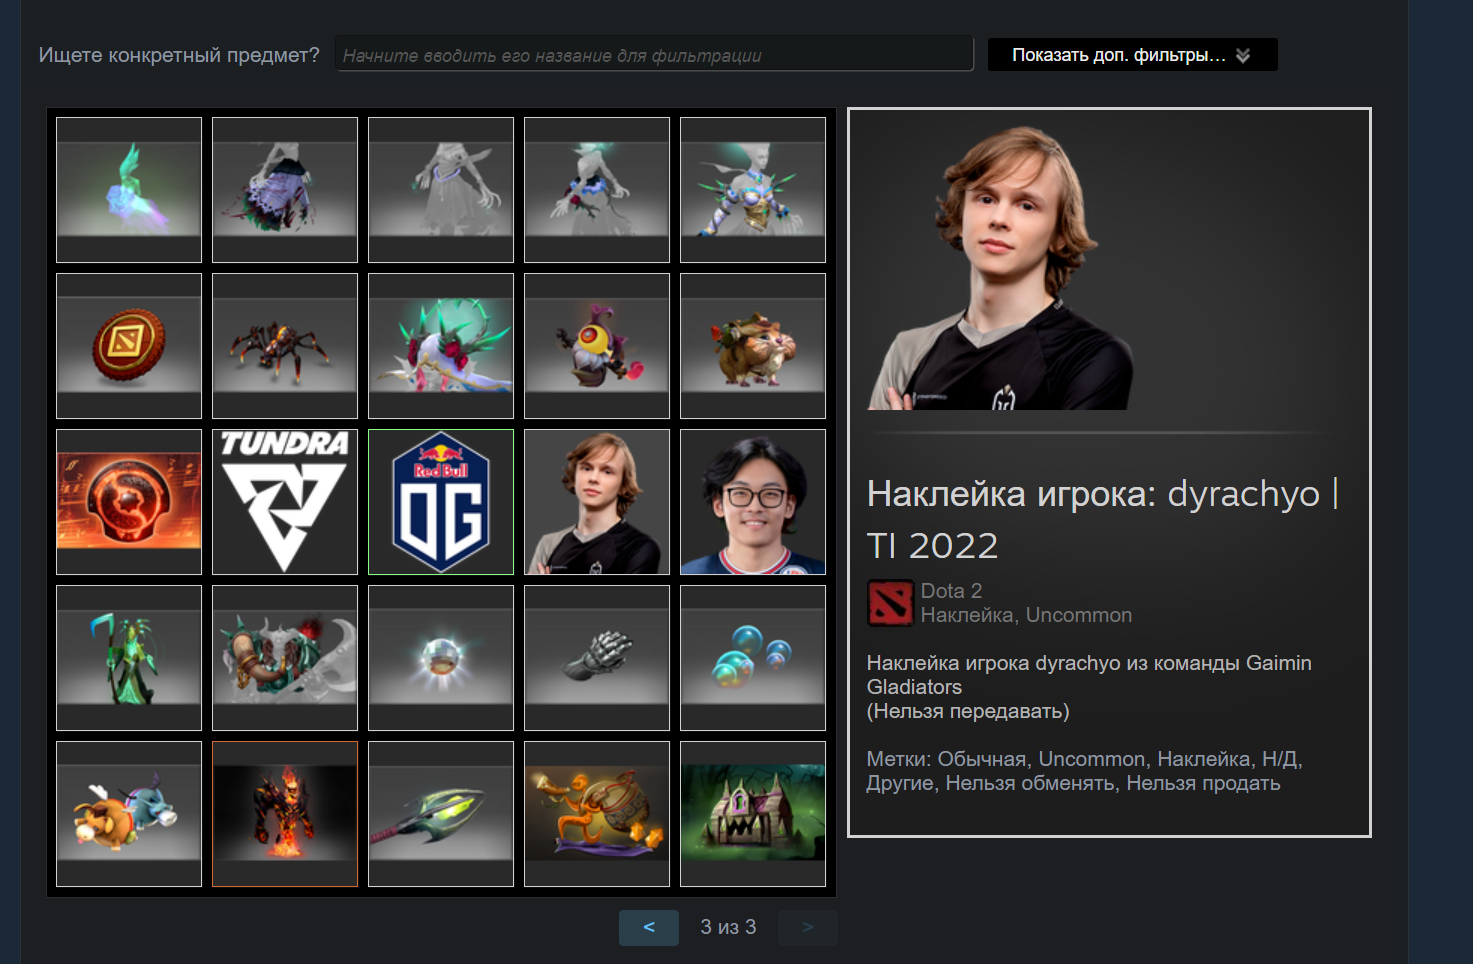 Ищете конкретный предмет?
Начните вводить его название для фильтрации
Показать доп. фильтры...
TUNDRA
Red Bull
OG
Наклейка игрока: dyrachyo |
TI 2022
Dota 2
Наклейка, Uncommon
Наклейка игрока dyrachyo из команды Gaimin
Gladiators
(Нельзя передавать)
Метки: Обычная, Uncommon, Наклейка, Н/Д,
Другие, Нельзя обменять, Нельзя продать
< 3 из 3 >